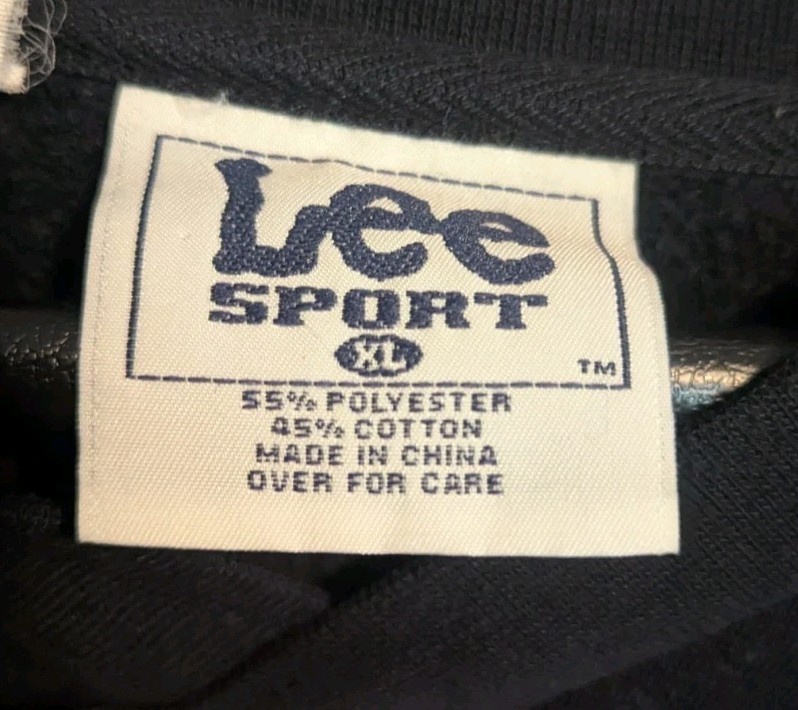 Lee
SPORT
XL
TM
55% POLYESTER
45% COTTON
MADE IN CHINA
OVER FOR CARE